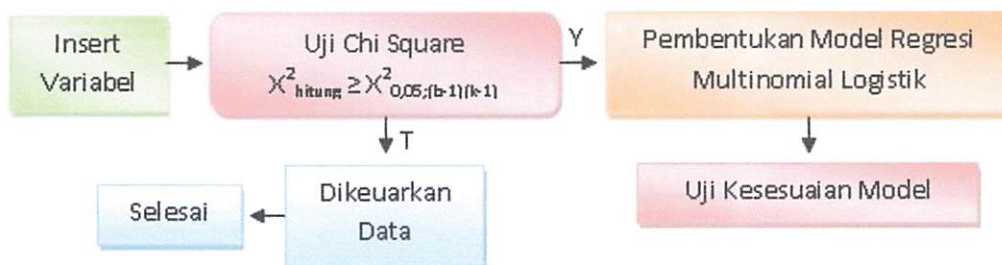 Insert
Variabel
Uji Chi Square
X²hitung ≥ X²0,05;(b-1)(k-1)
Y
Pembentukan Model Regresi
Multinomial Logistik
T
Selesai
Dikeuarkan
Data
Uji Kesesuaian Model